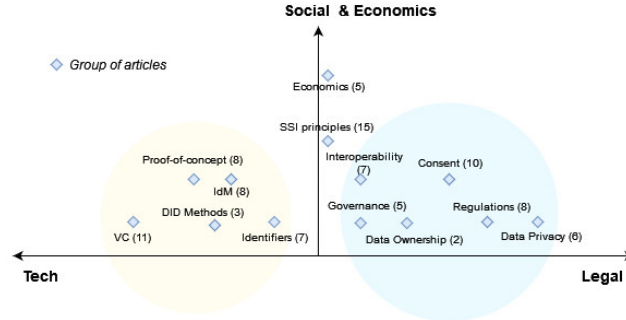 Social & Economics
Group of articles
Economics (5)
SSI principles (15)
Proof-of-concept (8)
Interoperability
(7)
Consent (10)
IdM (8)
DID Methods (3)
Governance (5)
Regulations (8)
VC (11)
Identifiers (7)
Data Ownership (2)
Data Privacy (6)
Tech
Legal